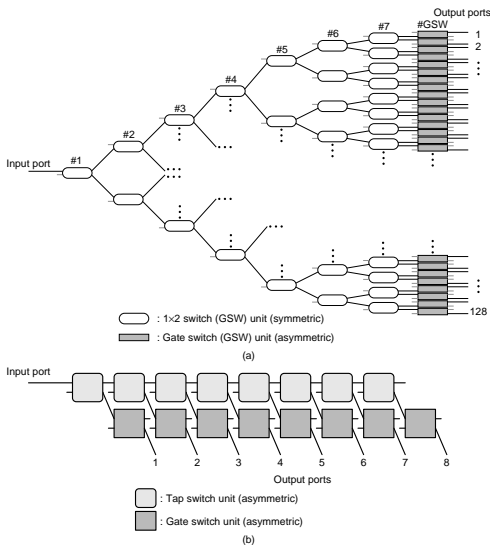 Output ports
#GSW
#7
#6
#5
#4
#3
#2
#1
1
2
Input port
128
: 1×2 switch (GSW) unit (symmetric)
: Gate switch (GSW) unit (asymmetric)
(a)
Input port
1 2 3 4 5 6 7 8
Output ports
: Tap switch unit (asymmetric)
: Gate switch unit (asymmetric)
(b)